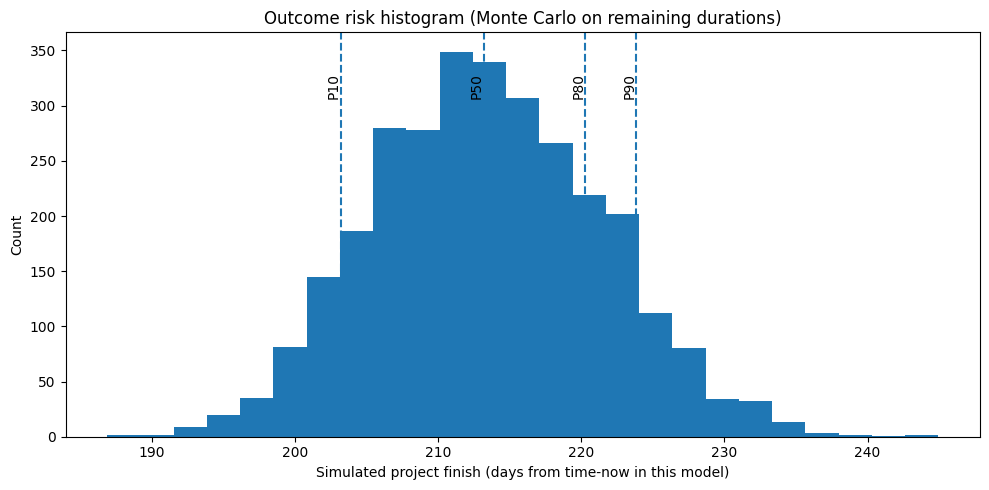 Outcome risk histogram (Monte Carlo on remaining durations)
350
300
250
200
150
100
50
0
Count
P10
P50
P80
P90
190
200
210
220
230
240
Simulated project finish (days from time-now in this model)